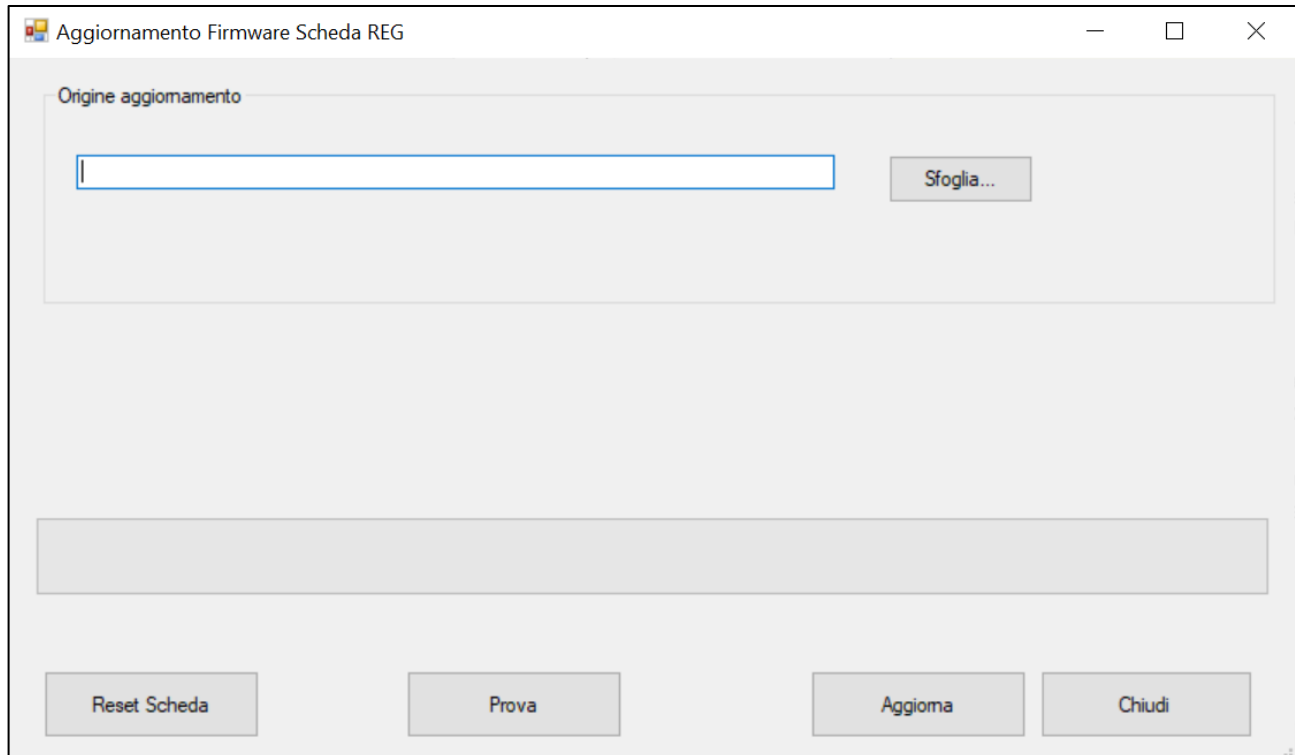 Aggiornamento Firmware Scheda REG
Origine aggiornamento
Sfoglia...
Reset Scheda
Prova
Aggiorna
Chiudi